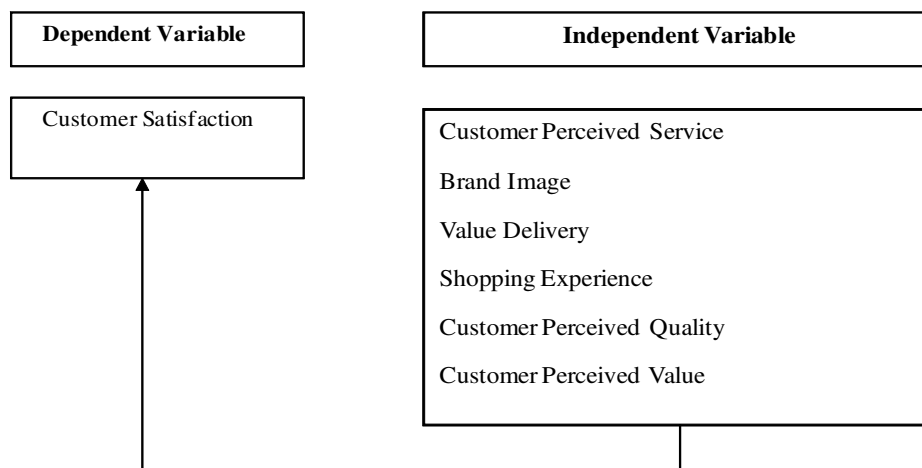 Dependent Variable
Independent Variable
Customer Satisfaction
Customer Perceived Service
Brand Image
Value Delivery
Shopping Experience
Customer Perceived Quality
Customer Perceived Value